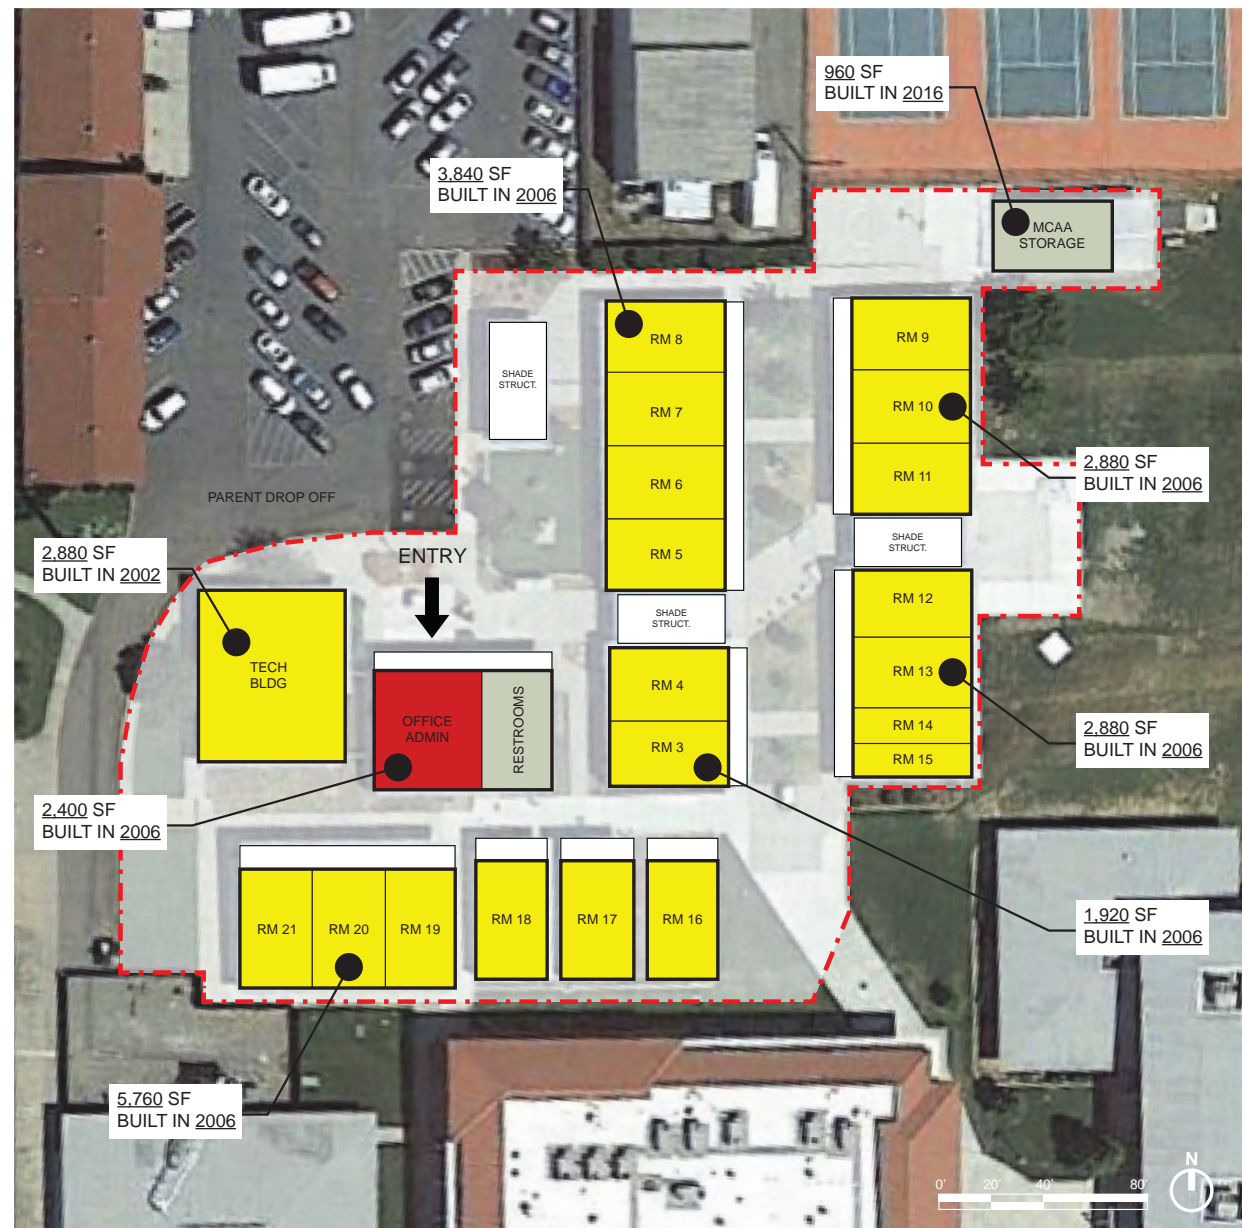 960 SF
BUILT IN 2016
3,840 SF
BUILT IN 2006
MCAA
STORAGE
RM 8
RM 9
SHADE
STRUCT.
RM 7
RM 10
2,880 SF
BUILT IN 2006
RM 6
RM 11
PARENT DROP OFF
SHADE
STRUCT.
2,880 SF
BUILT IN 2002
ENTRY
RM 5
RM 12
SHADE
STRUCT.
TECH
BLDG
RM 4
RM 13
OFFICE
ADMIN
RESTROOMS
RM 3
RM 14
2,880 SF
BUILT IN 2006
RM 15
2,400 SF
BUILT IN 2006
RM 21
RM 20
RM 19
RM 18
RM 17
RM 16
1,920 SF
BUILT IN 2006
5,760 SF
BUILT IN 2006
N
0' 20' 40' 80'